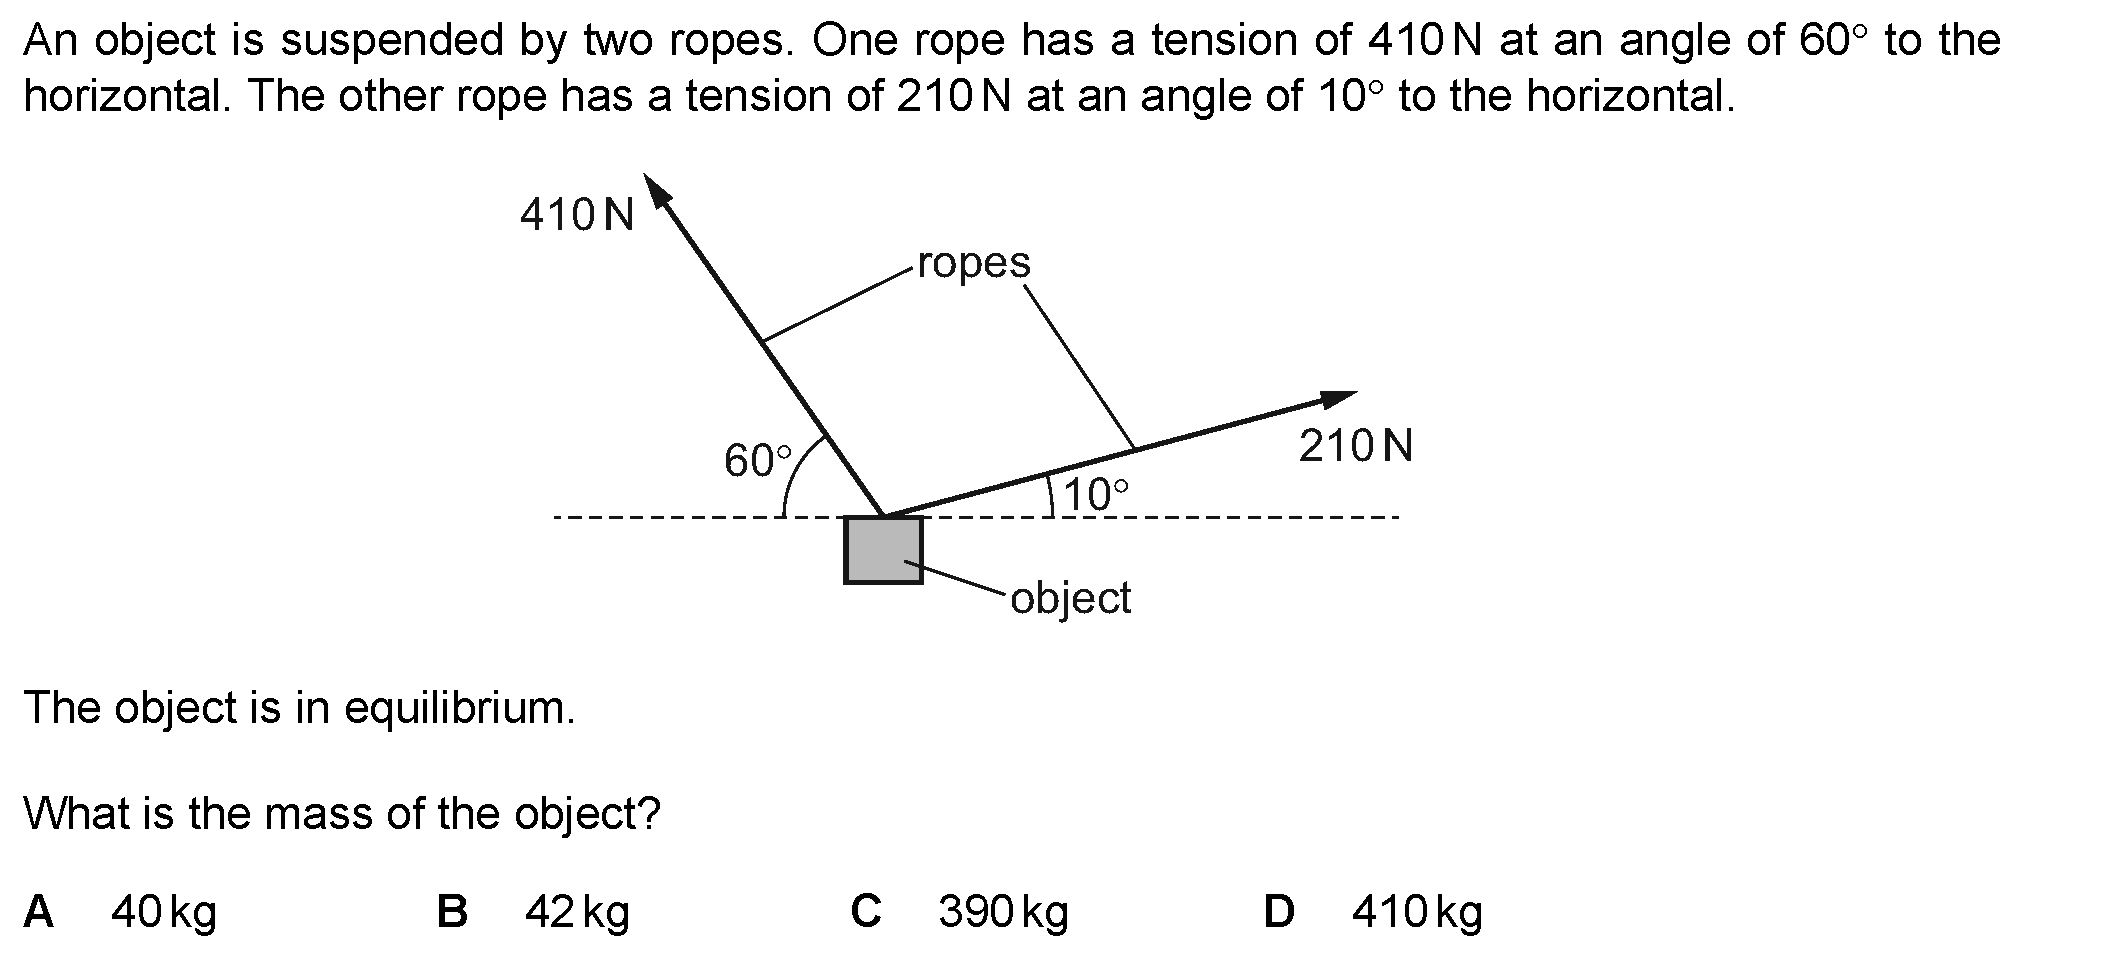 An object is suspended by two ropes. One rope has a tension of 410 N at an angle of 60° to the
horizontal. The other rope has a tension of 210 N at an angle of 10° to the horizontal.
410 N
ropes
210 N
60°
10°
object
The object is in equilibrium.
What is the mass of the object?
A 40 kg B 42 kg C 390 kg D 410 kg